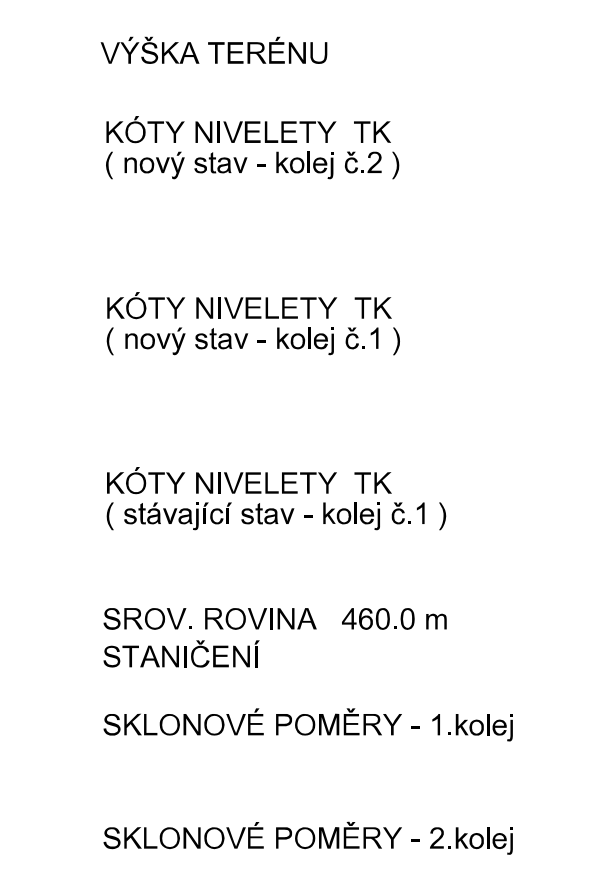 VÝŠKA TERÉNU
KÓTY NIVELETY TK
( nový stav - kolej č.2 )
KÓTY NIVELETY TK
( nový stav - kolej č.1 )
KÓTY NIVELETY TK
( stávající stav - kolej č.1 )
SROV. ROVINA 460.0 m
STANIČENÍ
SKLONOVÉ POMĚRY - 1.kolej
SKLONOVÉ POMĚRY - 2.kolej